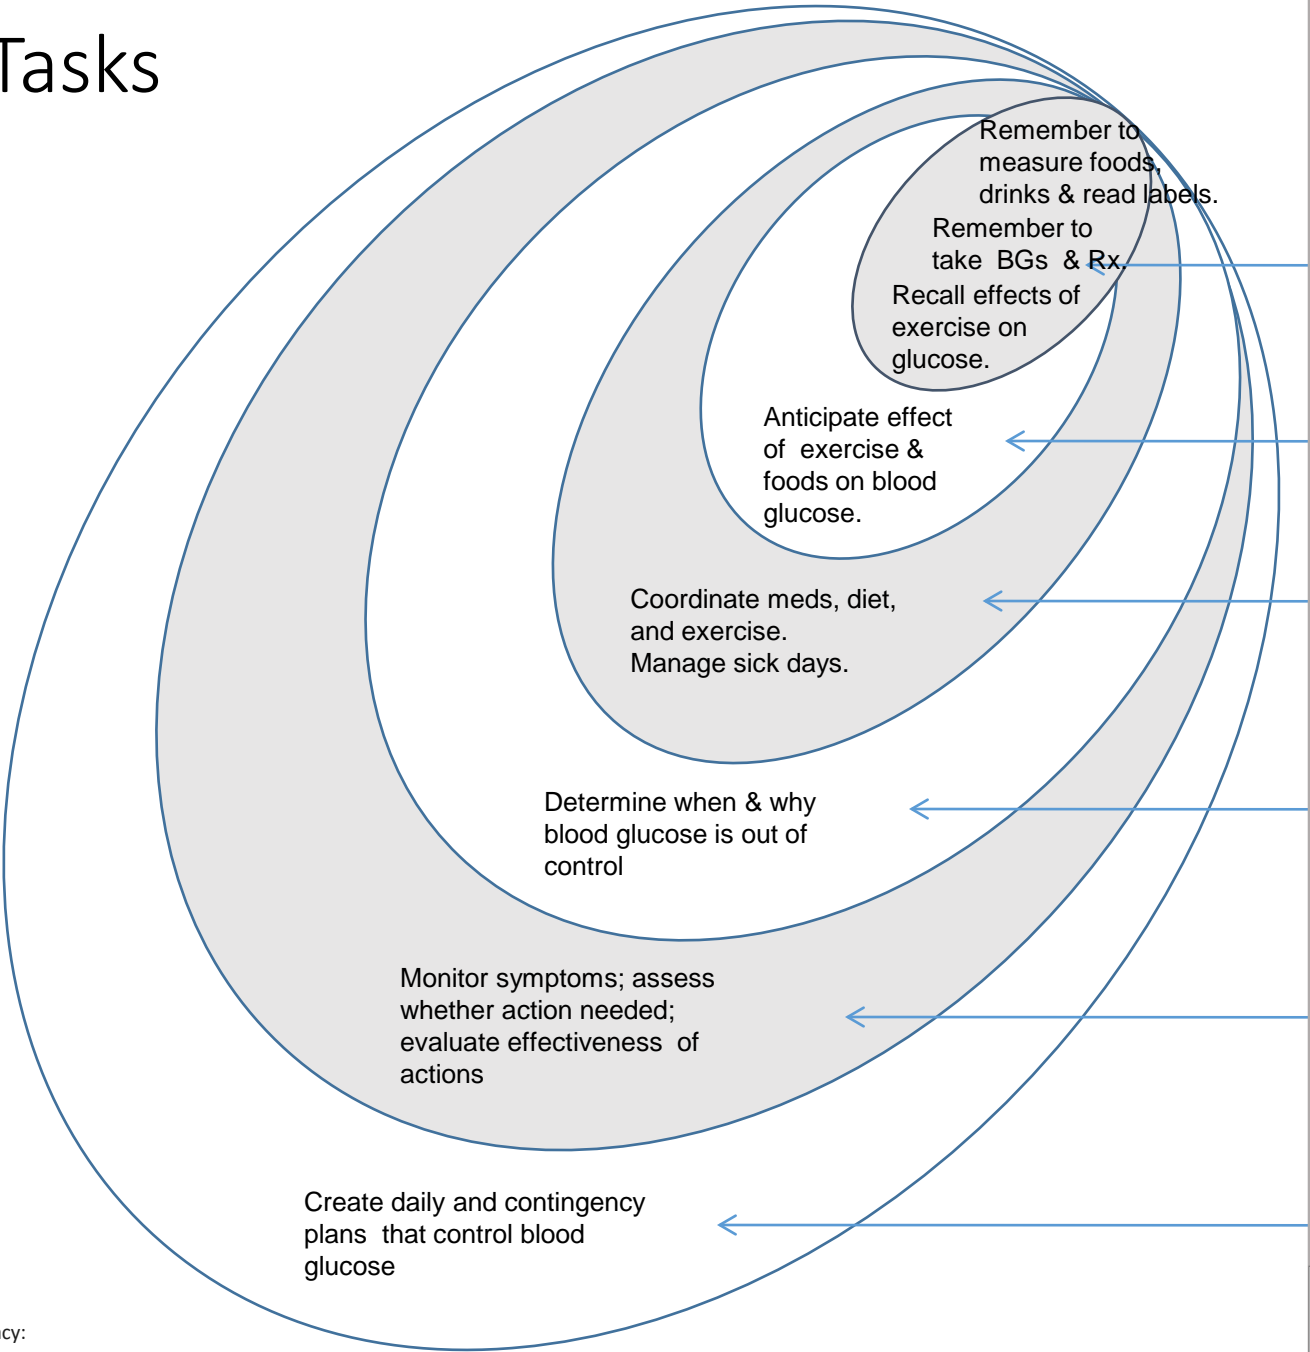 Tasks
Remember to
measure foods,
drinks & read labels.
Remember to
take BGs & Rx.
Recall effects of
exercise on
glucose.
Anticipate effect
of exercise &
foods on blood
glucose.
Coordinate meds, diet,
and exercise.
Manage sick days.
Determine when & why
blood glucose is out of
control
Monitor symptoms; assess
whether action needed;
evaluate effectiveness of
actions
Create daily and contingency
plans that control blood
glucose